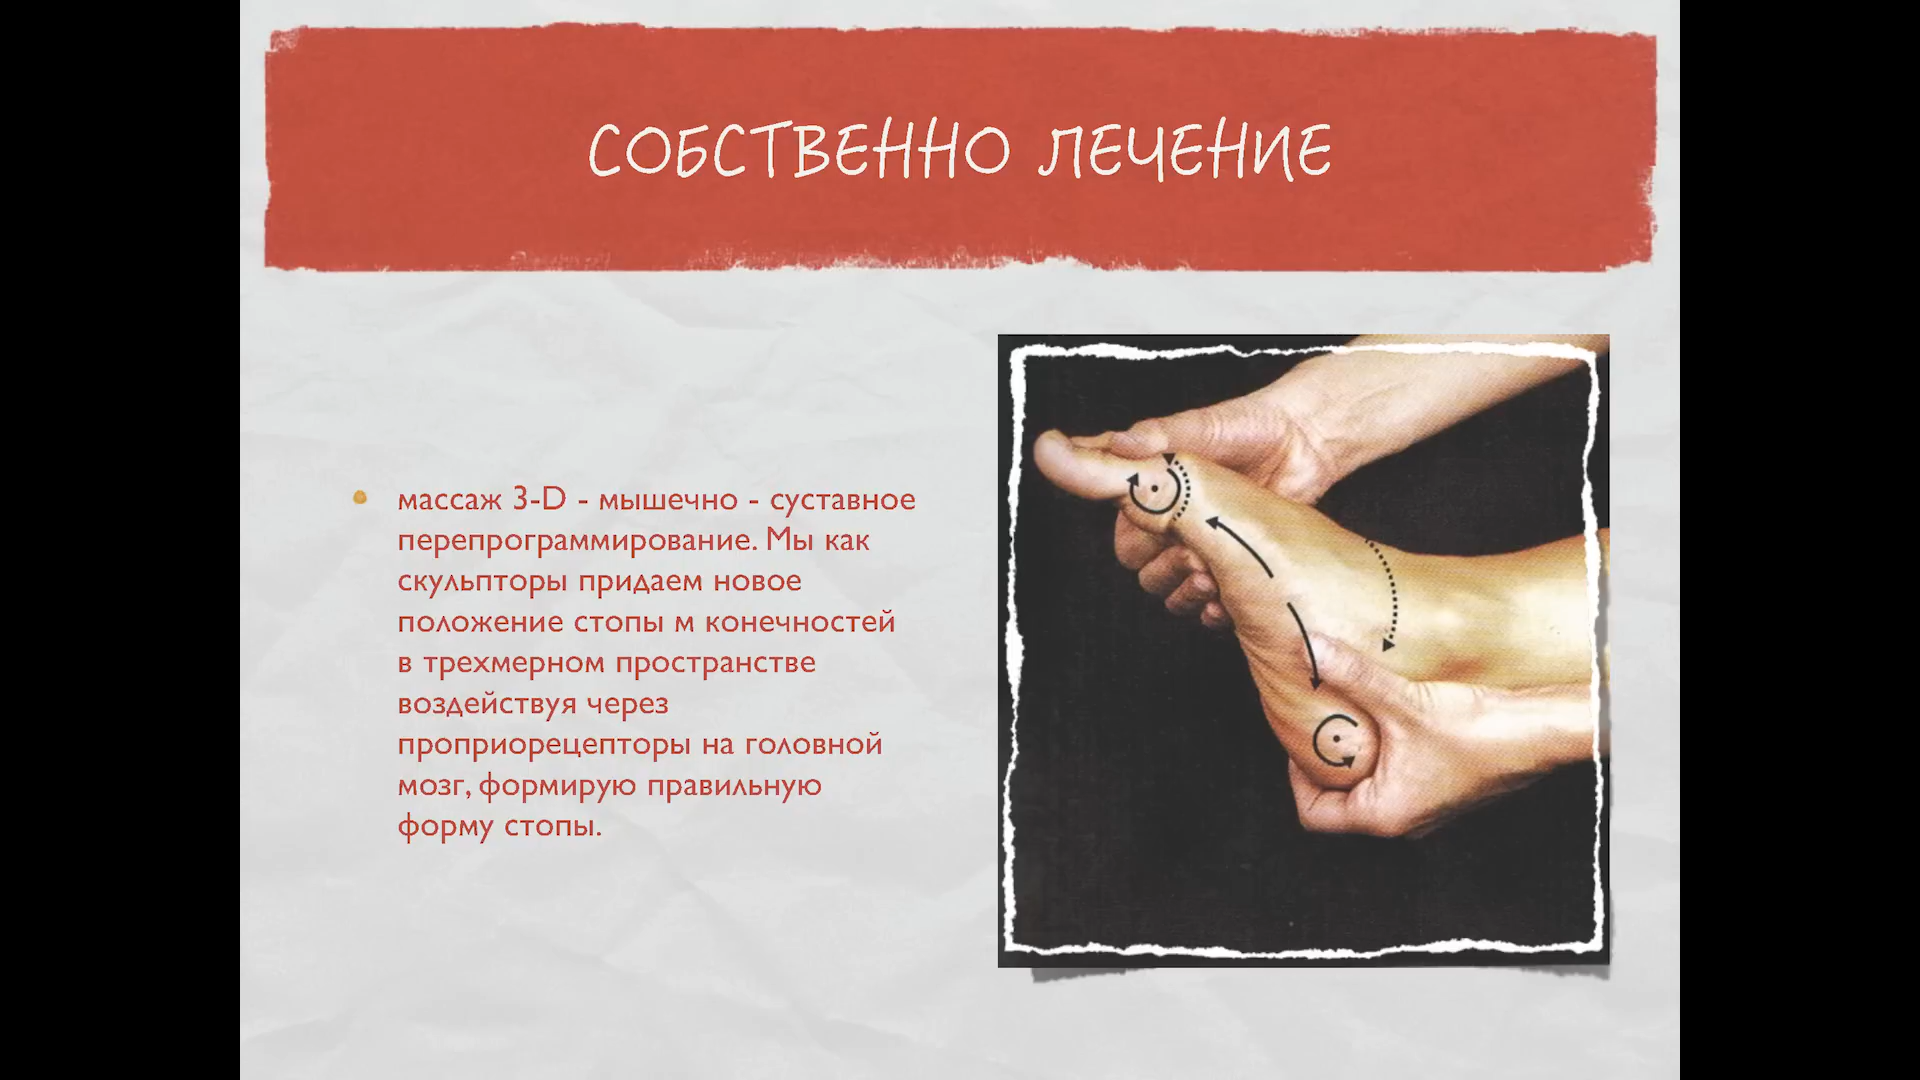 СОБСТВЕННО ЛЕЧЕНИЕ
массаж 3-D - мышечно - суставное
перепрограммирование. Мы как
скульпторы придаем новое
положение стопы м конечностей
в трехмерном пространстве
воздействуя через
проприорецепторы на головной
мозг, формирую правильную
форму стопы.